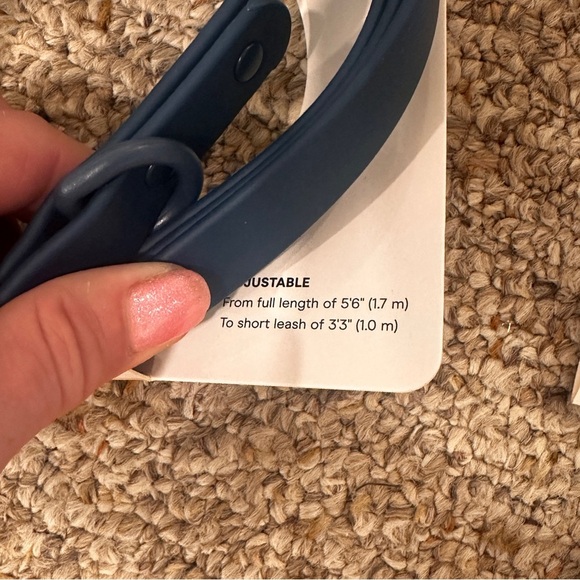 JUSTABLE
From full length of 5'6" (1.7 m)
To short leash of 3'3" (1.0 m)